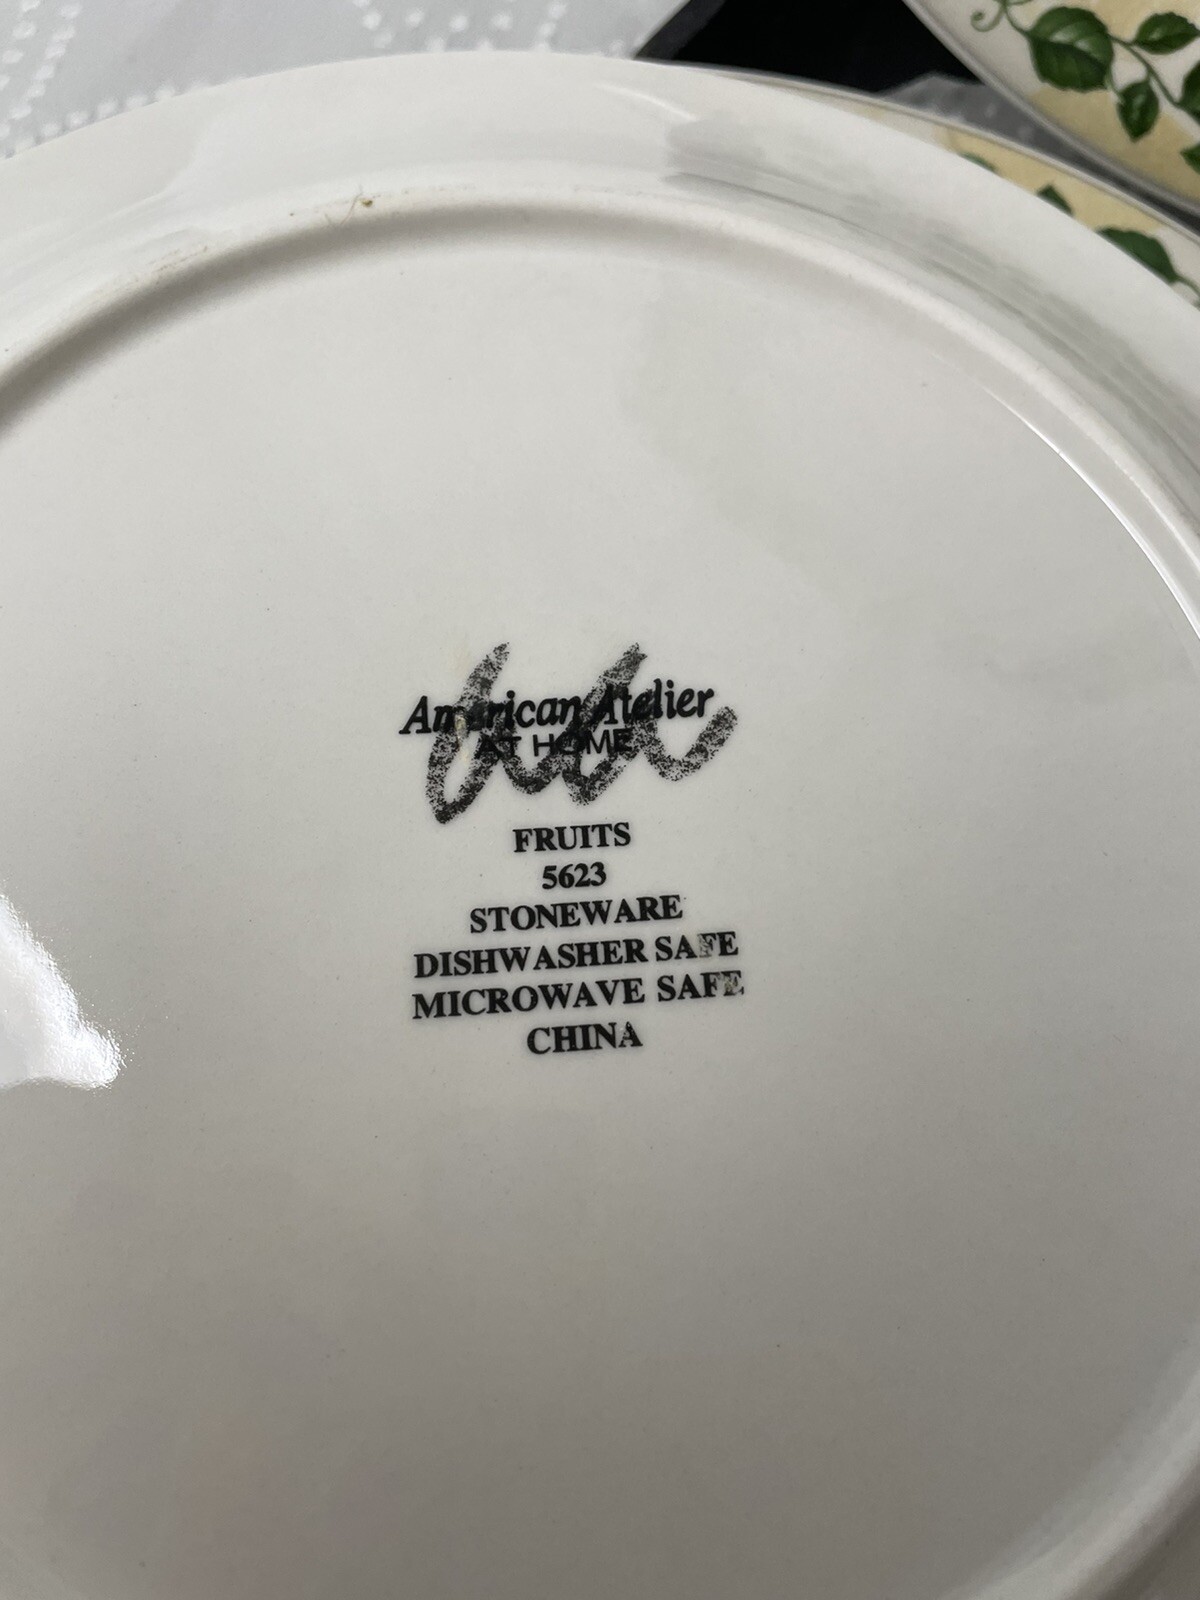 American Atelier
AT HOME
FRUITS
5623
STONEWARE
DISHWASHER SAFE
MICROWAVE SAFE
CHINA